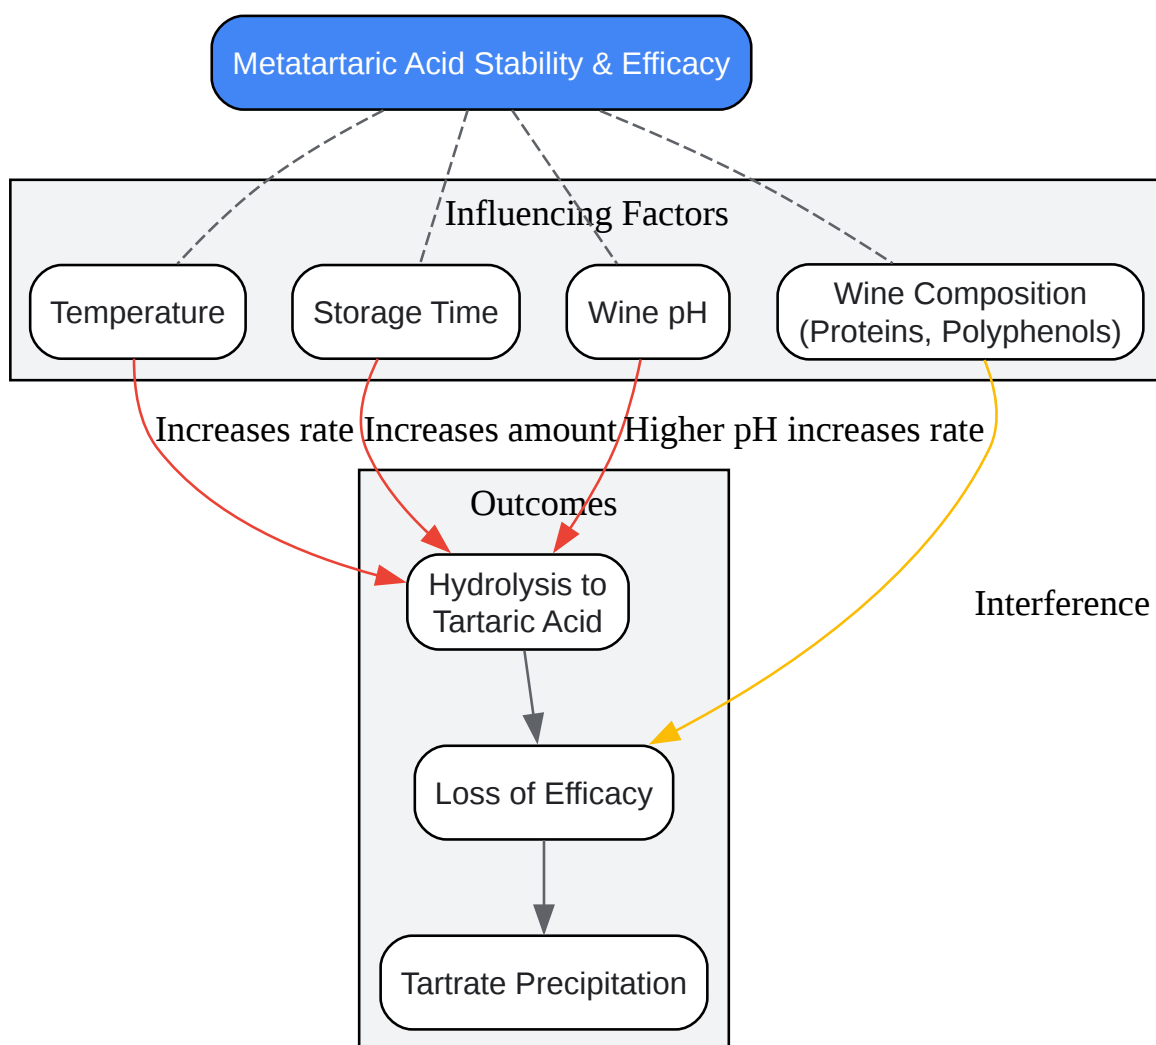 Metatartaric Acid Stability & Efficacy
Influencing Factors
Temperature
Storage Time
Wine pH
Wine Composition
(Proteins, Polyphenols)
Increases rate
Increases amount
Higher pH increases rate
Outcomes
Hydrolysis to
Tartaric Acid
Interference
Loss of Efficacy
Tartrate Precipitation